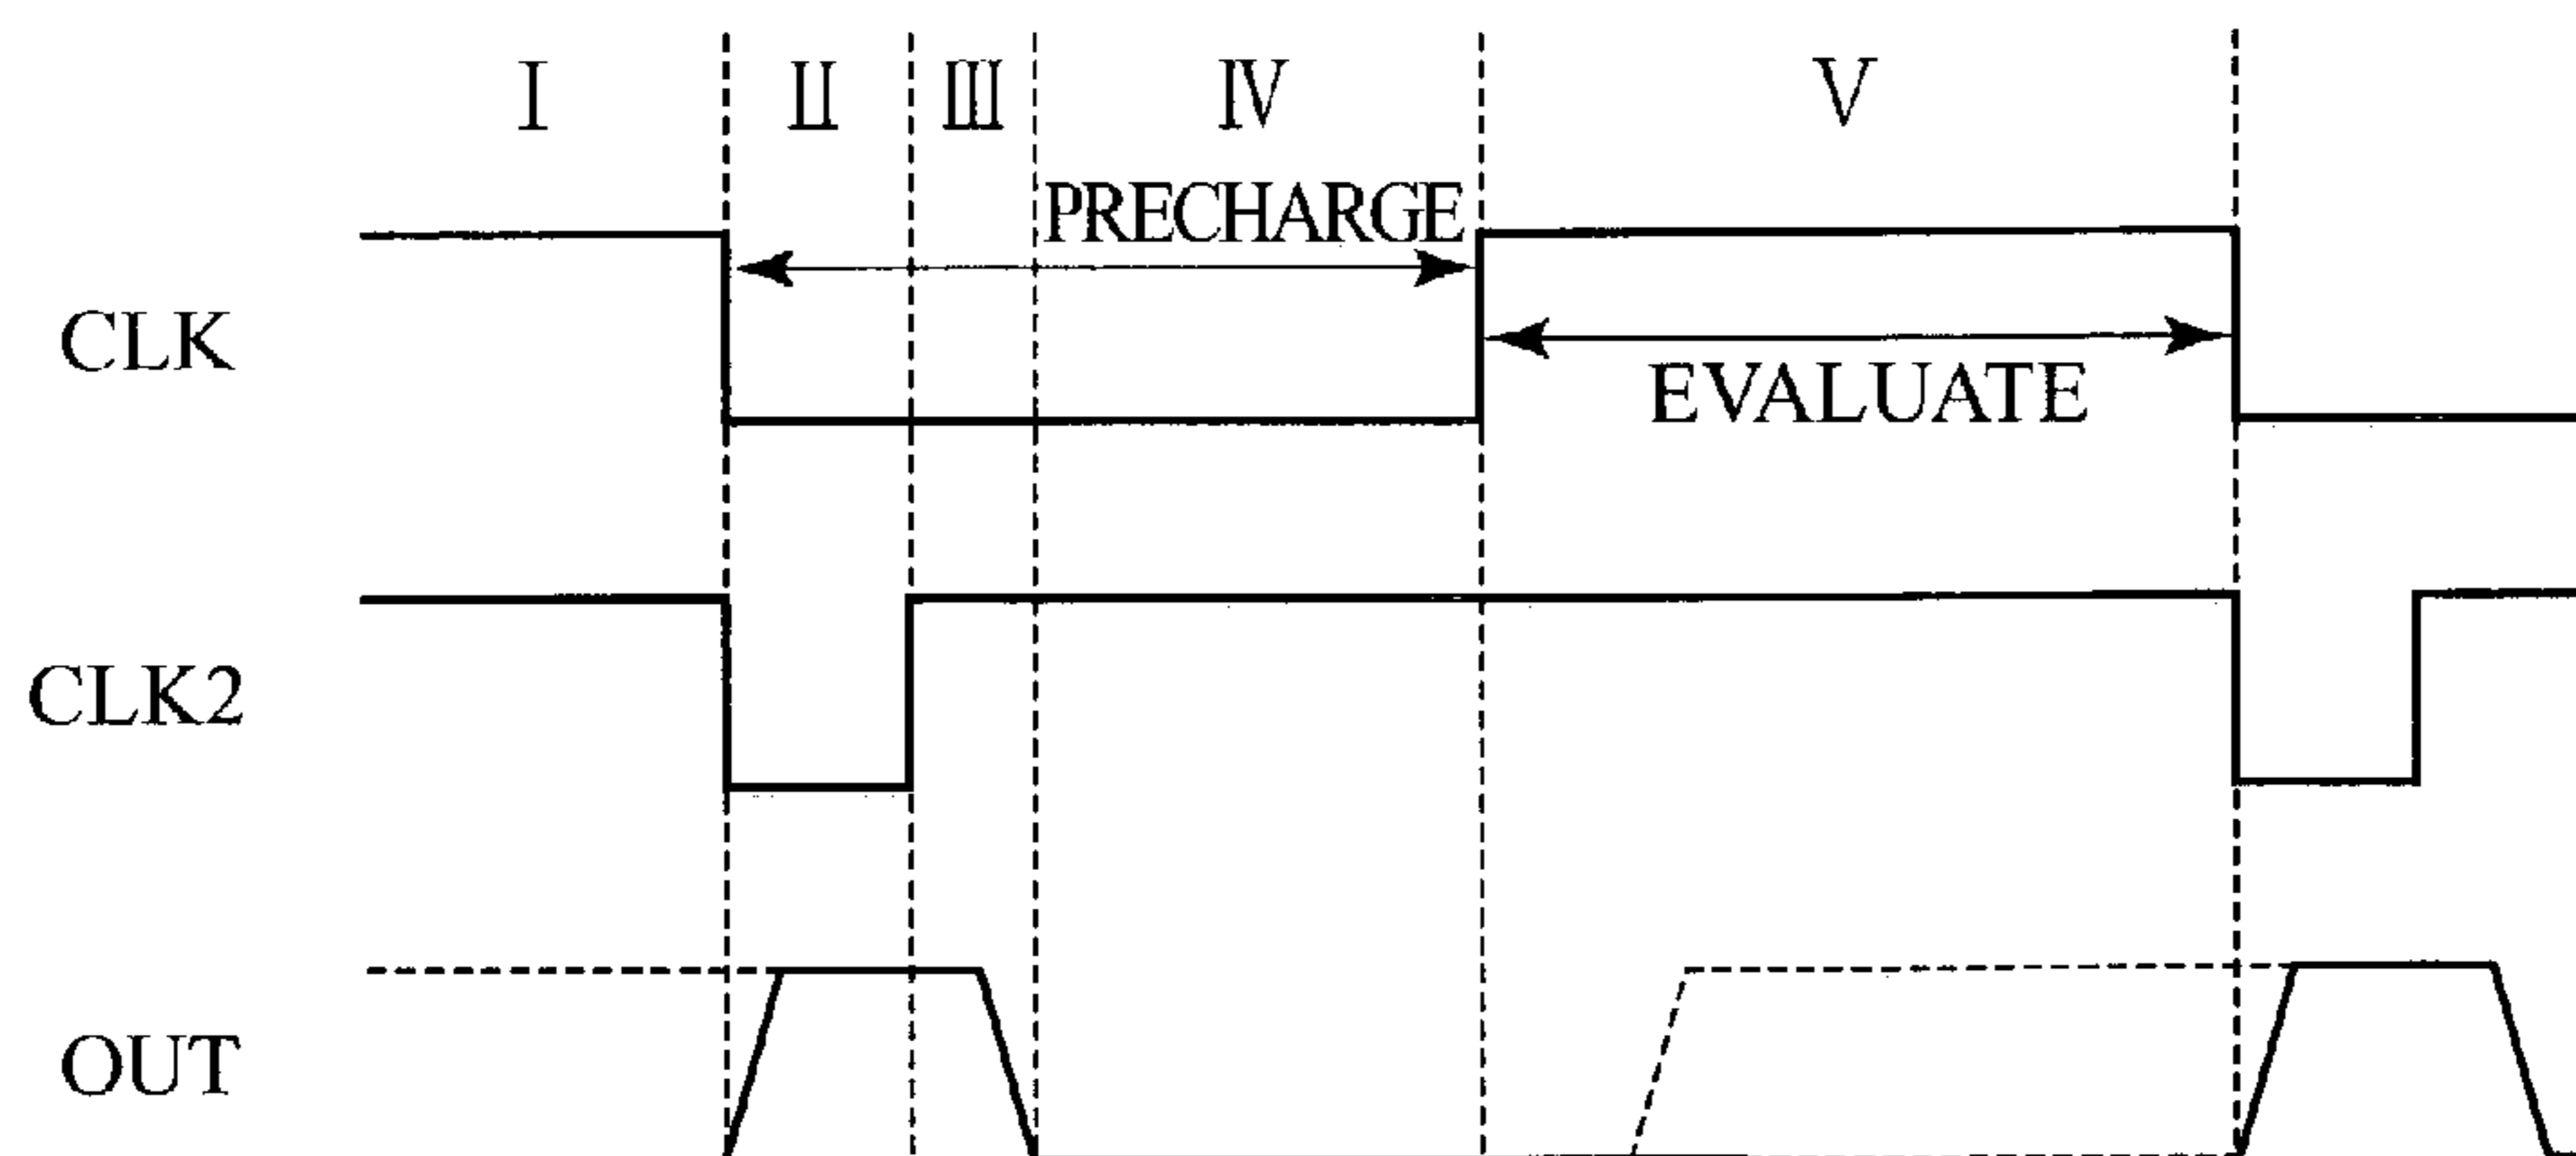 I II III IV V
PRECHARGE
CLK
EVALUATE
CLK2
OUT